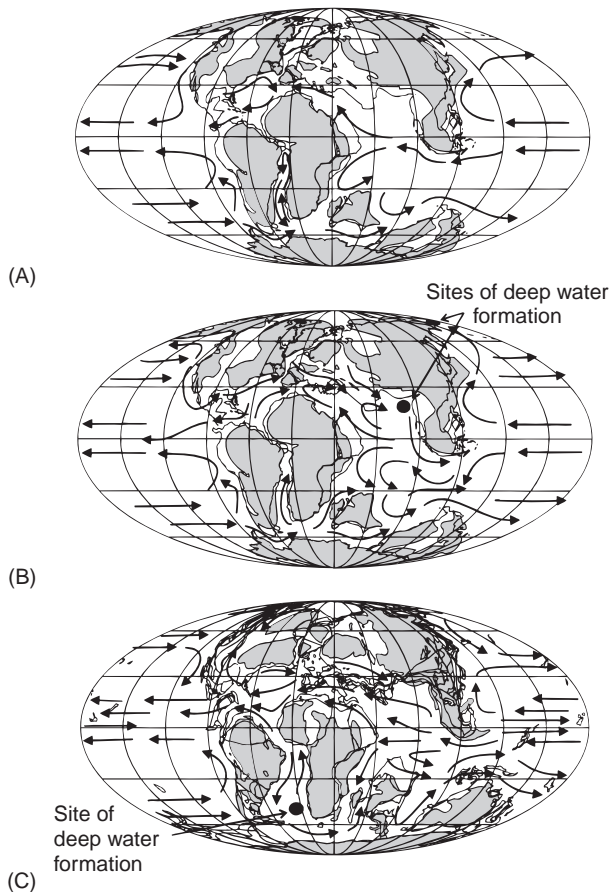 (A)
Sites of deep water
formation
(B)
Site of
deep water
formation
(C)